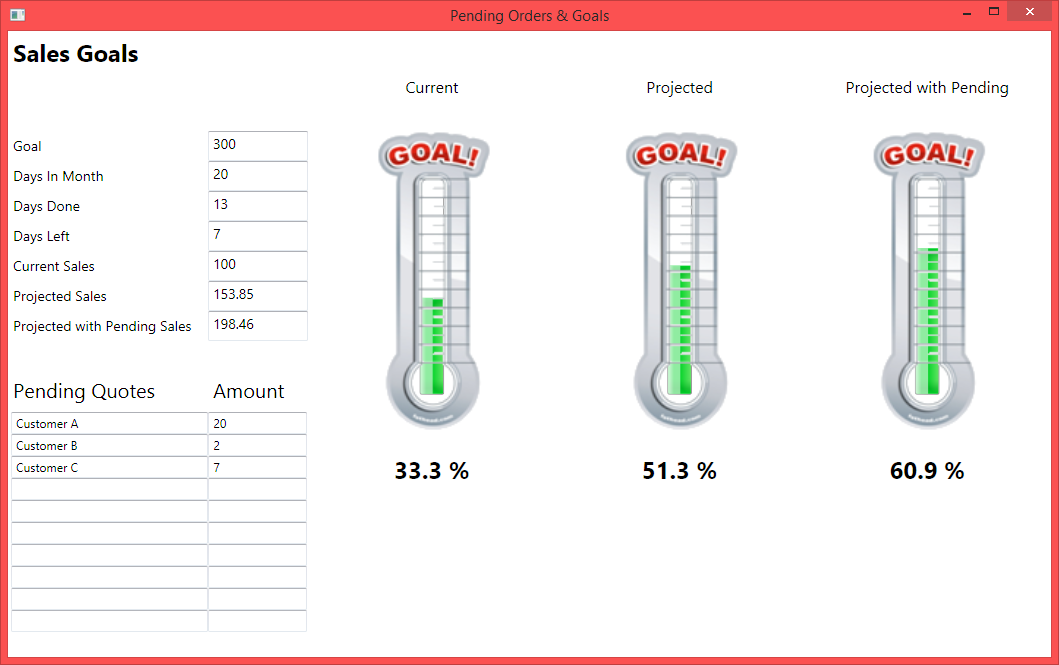 Pending Orders & Goals
Sales Goals
Current Projected Projected with Pending
GOAL! GOAL! GOAL!
Goal 300
Days In Month 20
Days Done 13
Days Left 7
Current Sales 100
Projected Sales 153.85
Projected with Pending Sales 198.46
Pending Quotes Amount
Customer A 20
Customer B 2
Customer C 7
33.3 % 51.3 % 60.9 %